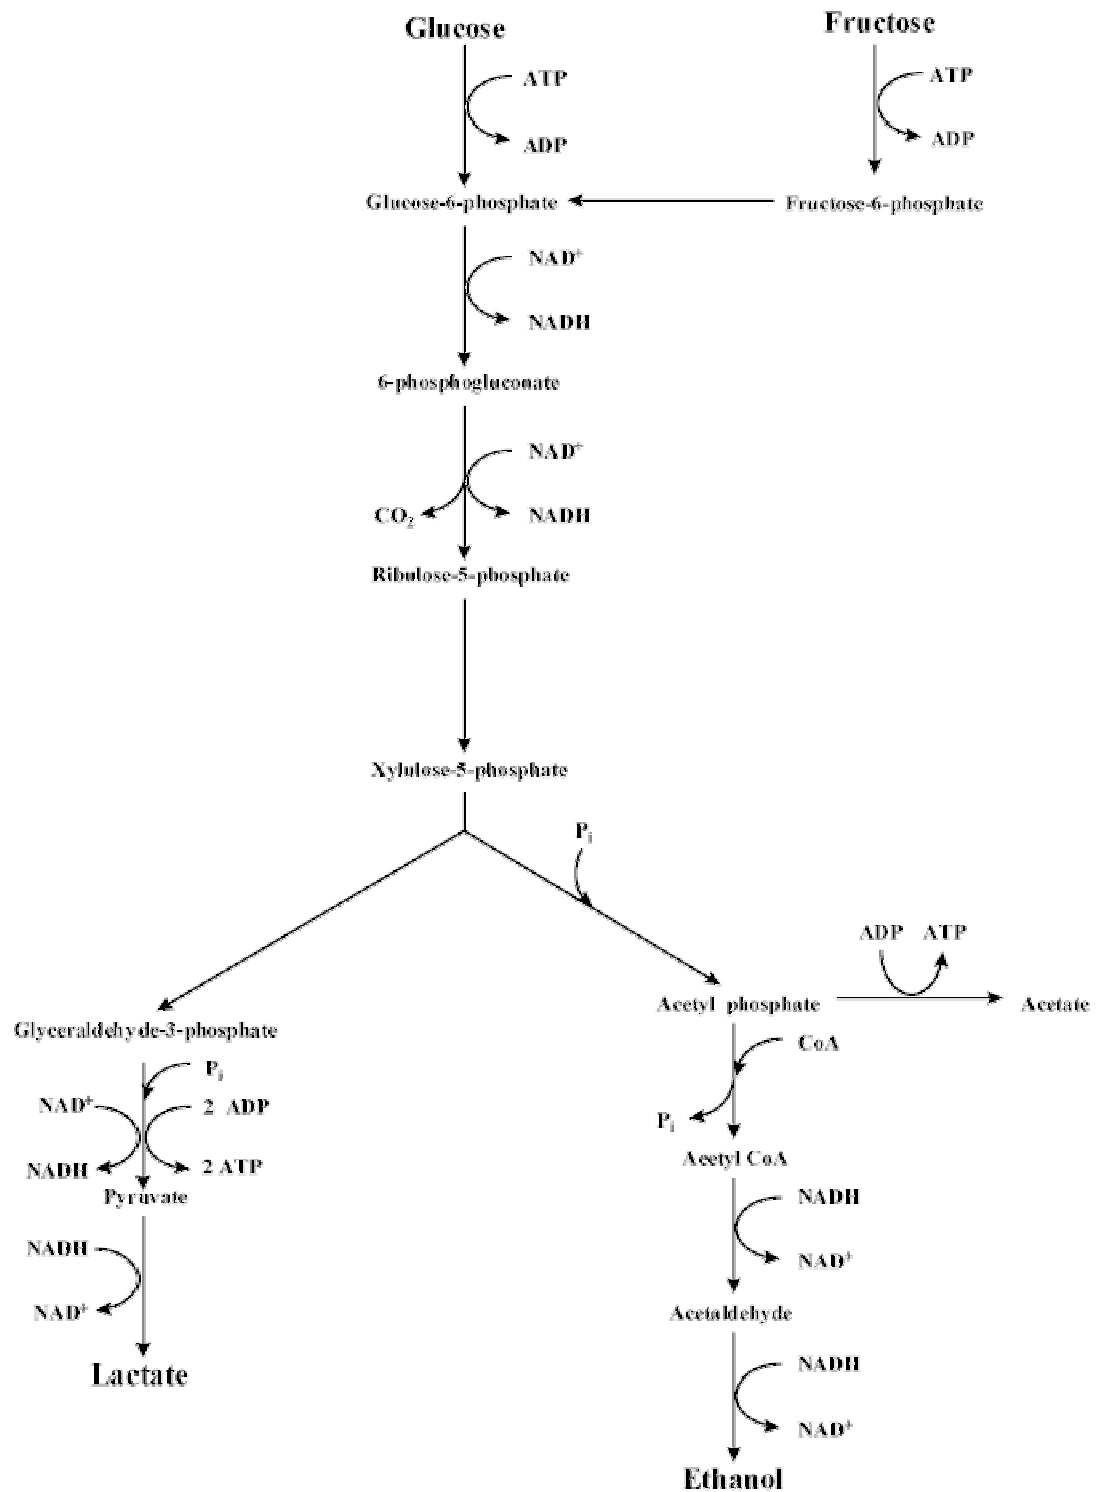 Glucose
Fructose
ATP
ATP
ADP
ADP
Glucose-6-phosphate
Fructose-6-phosphate
NAD+
NADH
6-phosphogluconate
NAD+
CO2
NADH
Ribulose-5-phosphate
Xylulose-5-phosphate
Pi
ADP
ATP
Acetyl phosphate
Acetate
Glyceraldehyde-3-phosphate
CoA
Pi
NAD+
2 ADP
Pi
Acetyl CoA
NADH
2 ATP
Pyruvate
NADH
NADH
NAD+
NAD+
Acetaldehyde
NADH
Lactate
NAD+
Ethanol